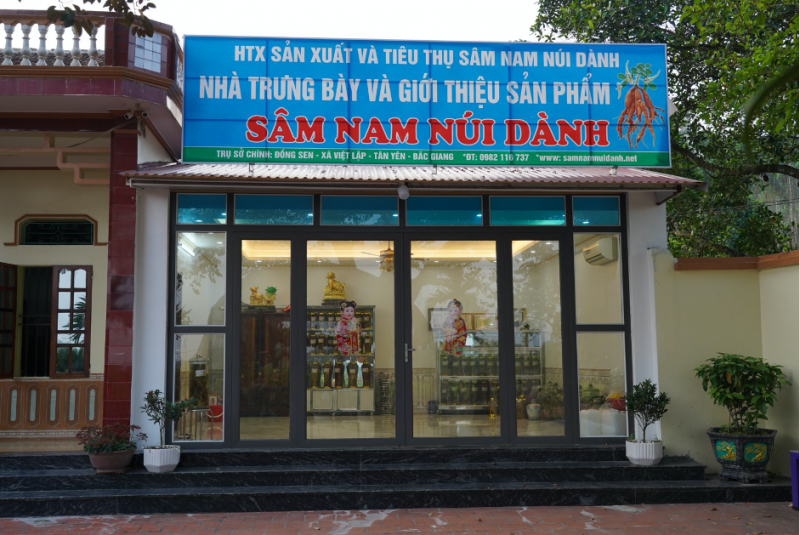 HTX SẢN XUẤT VÀ TIÊU THỤ SÂM NAM NÚI DÀNH
NHÀ TRƯNG BÀY VÀ GIỚI THIỆU SẢN PHẨM
SÂM NAM NÚI DÀNH
TRỤ SỞ CHÍNH: ĐỒNG SEN - XÃ VIỆT LẬP - TÂN YÊN - BẮC GIANG *ĐT: 0982 116 737 *www: samnamnuidanh.net